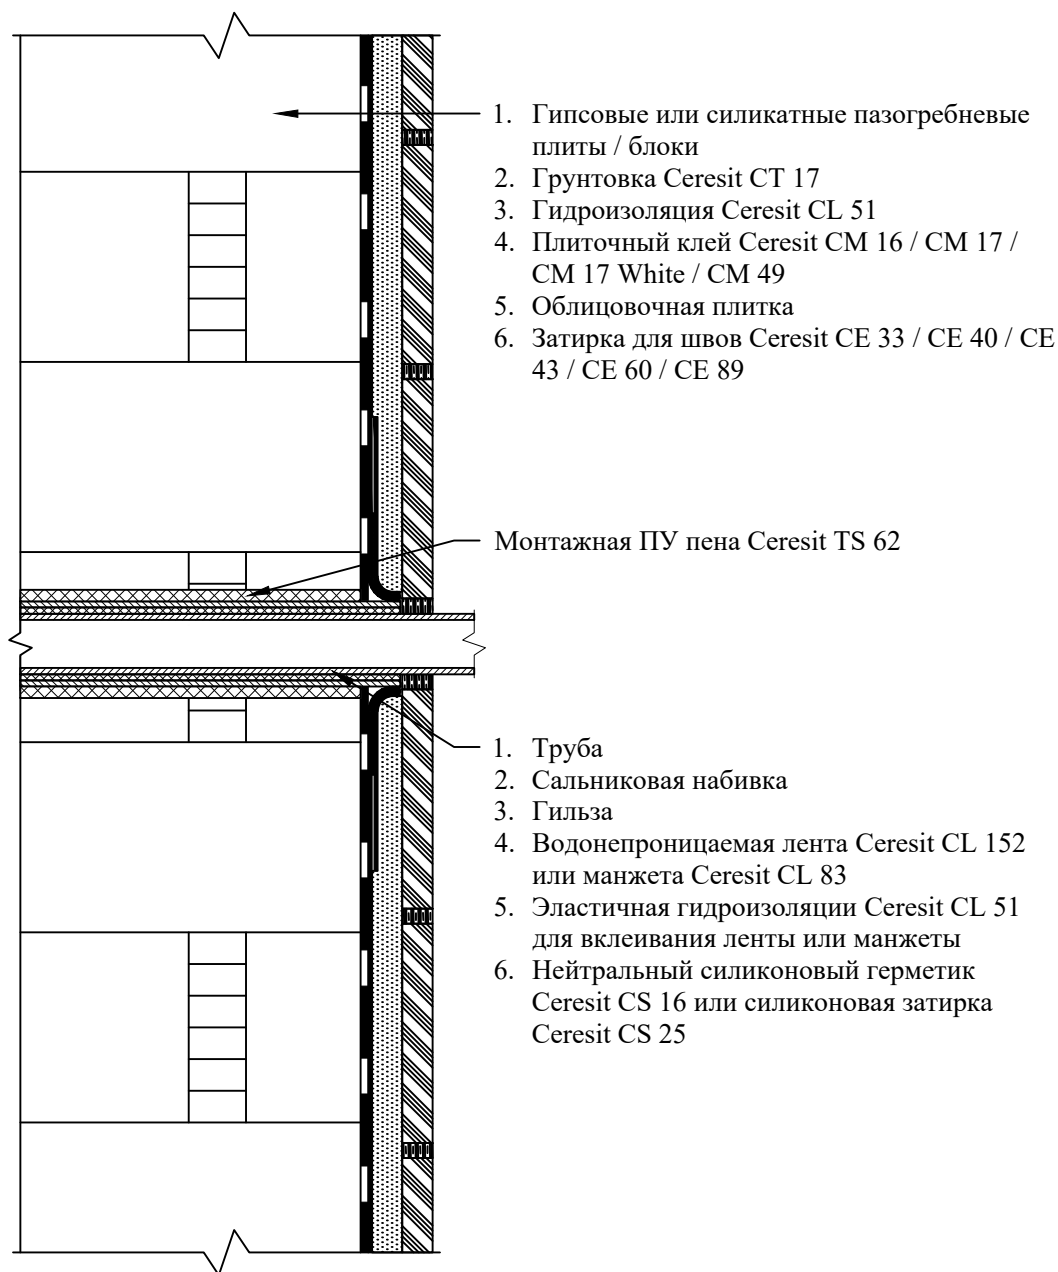 1. Гипсовые или силикатные пазогребневые
плиты / блоки
2. Грунтовка Ceresit CT 17
3. Гидроизоляция Ceresit CL 51
4. Плиточный клей Ceresit CM 16 / CM 17 /
CM 17 White / CM 49
5. Облицовочная плитка
6. Затирка для швов Ceresit CE 33 / CE 40 / CE
43 / CE 60 / CE 89
Монтажная ПУ пена Ceresit TS 62
1. Труба
2. Сальниковая набивка
3. Гильза
4. Водонепроницаемая лента Ceresit CL 152
или манжета Ceresit CL 83
5. Эластичная гидроизоляции Ceresit CL 51
для вклеивания ленты или манжеты
6. Нейтральный силиконовый герметик
Ceresit CS 16 или силиконовая затирка
Ceresit CS 25